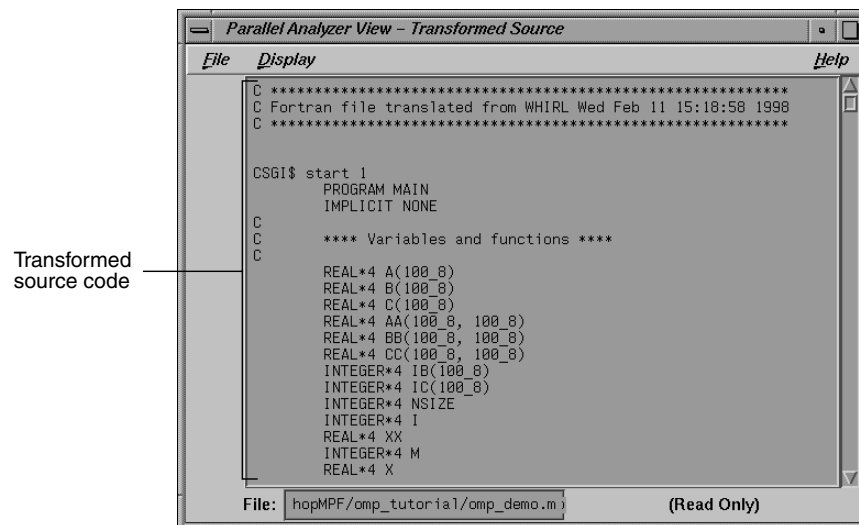 Parallel Analyzer View – Transformed Source
File Display Help
C ***********************************************************
C Fortran file translated from WHIRL Wed Feb 11 15:18:58 1998
C ***********************************************************
CSGI$ start 1
PROGRAM MAIN
IMPLICIT NONE
C
C **** Variables and functions ****
C
REAL*4 A(100_8)
REAL*4 B(100_8)
REAL*4 C(100_8)
REAL*4 AA(100_8, 100_8)
REAL*4 BB(100_8, 100_8)
REAL*4 CC(100_8, 100_8)
INTEGER*4 IB(100_8)
INTEGER*4 IC(100_8)
INTEGER*4 NSIZE
INTEGER*4 I
REAL*4 XX
INTEGER*4 M
REAL*4 X
Transformed
source code
File: hopMPF/omp_tutorial/omp_demo.m (Read Only)